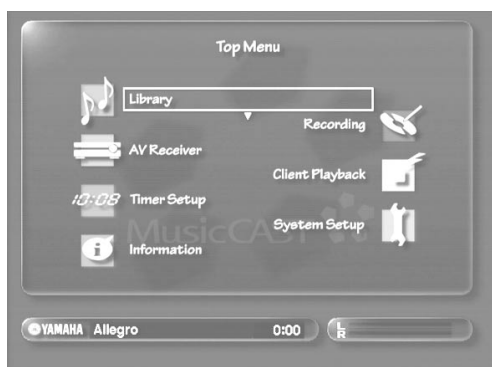 Top Menu
Library
Recording
AV Receiver
Client Playback
10:08 Timer Setup
System Setup
MusicCAST
i Information
YAMAHA Allegro 0:00 L
R